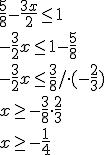 5/8 - 3x/2 ≤ 1
-3/2 x ≤ 1 - 5/8
-3/2 x ≤ 3/8 / ·(-2/3)
x ≥ -3/8 · 2/3
x ≥ -1/4